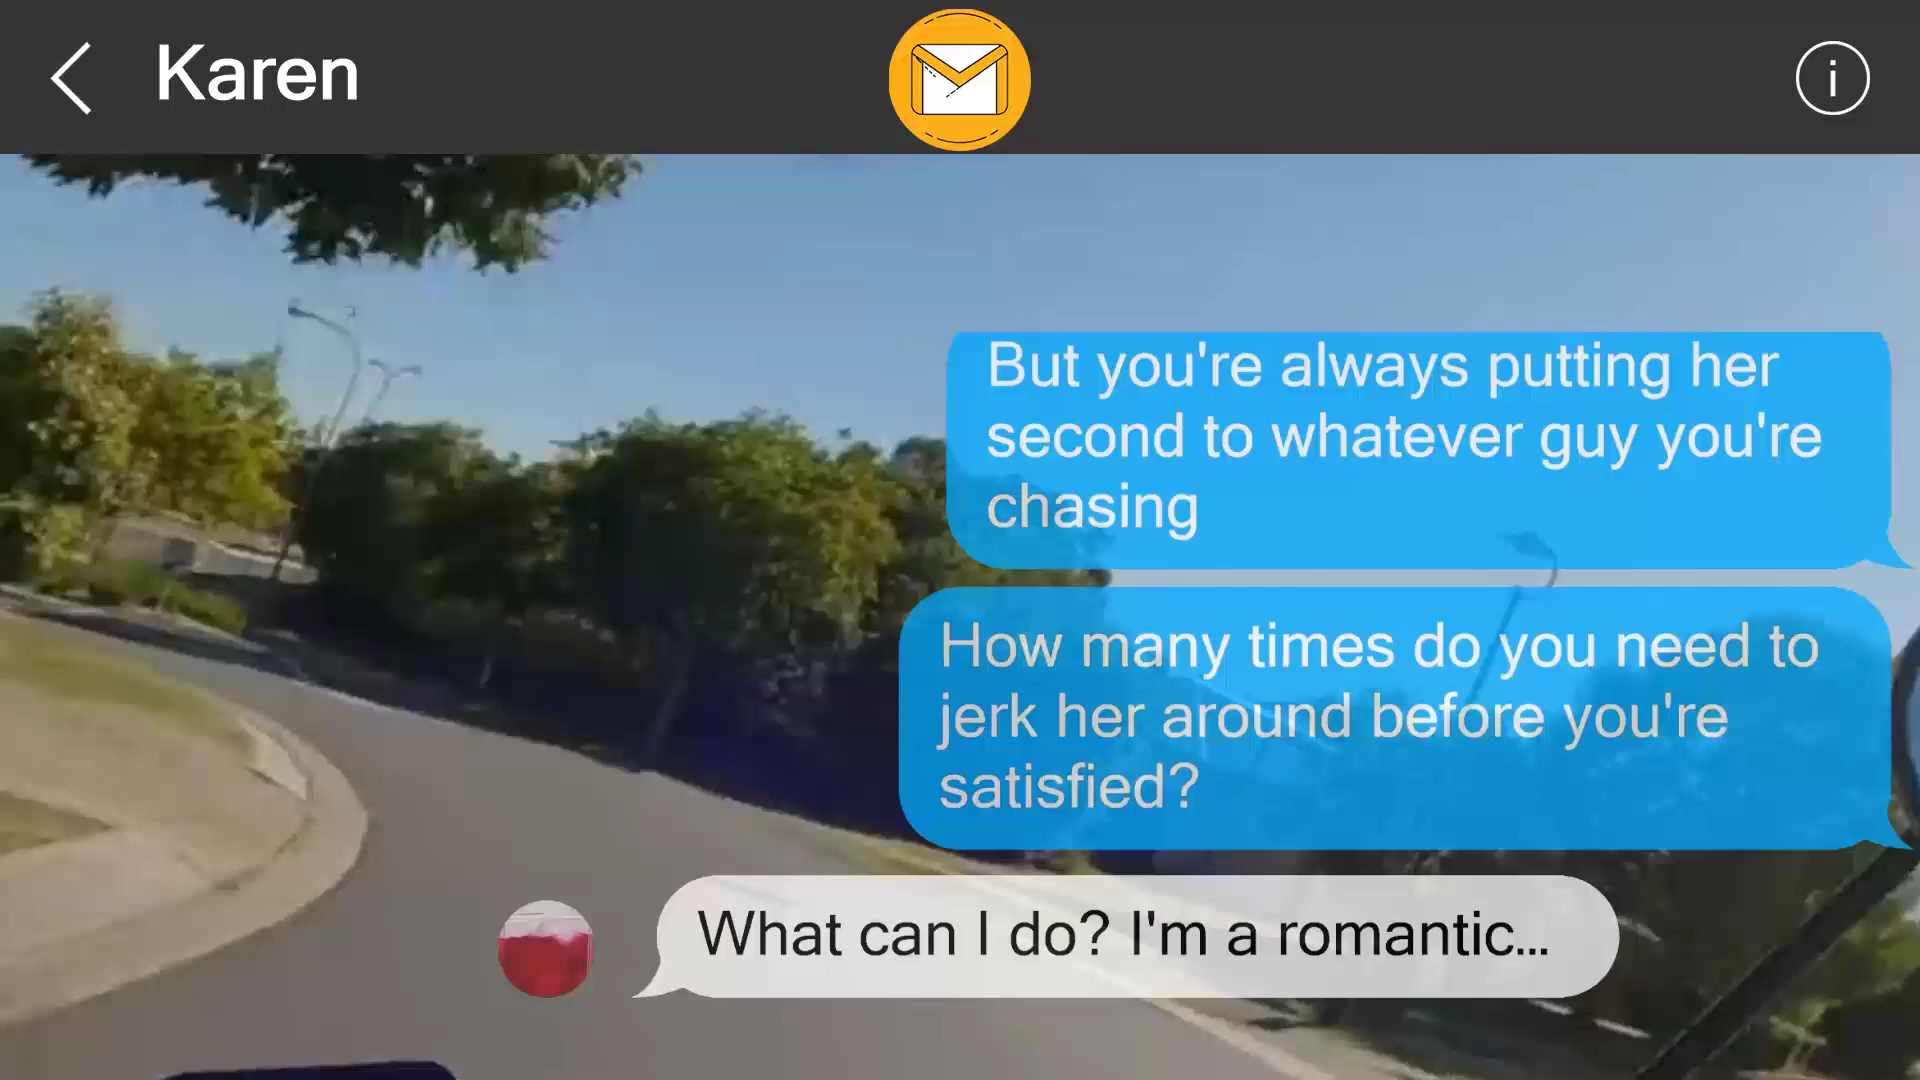 Karen
i
But you're always putting her
second to whatever guy you're
chasing
How many times do you need to
jerk her around before you're
satisfied?
What can I do? I'm a romantic...